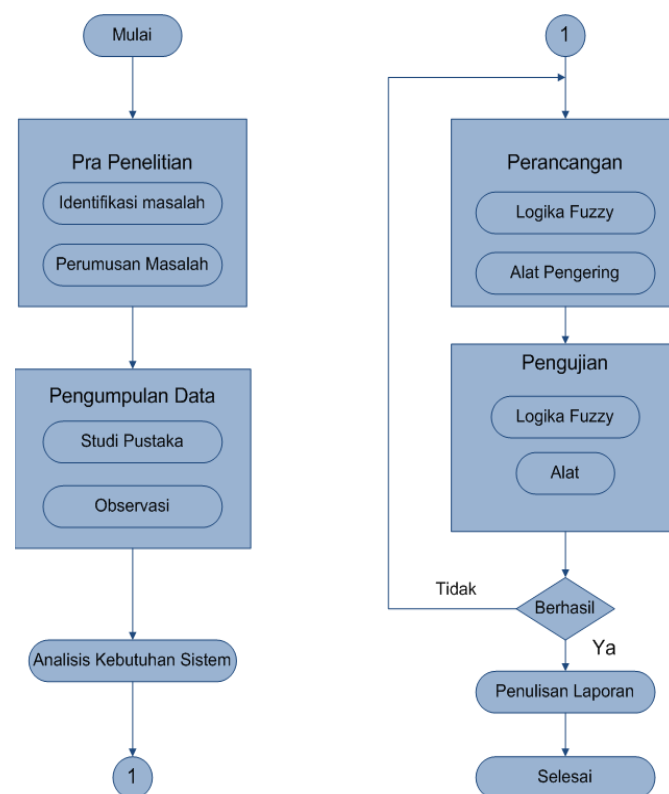 Mulai
Pra Penelitian
Identifikasi masalah
Perumusan Masalah
Pengumpulan Data
Studi Pustaka
Observasi
Analisis Kebutuhan Sistem
1
1
Perancangan
Logika Fuzzy
Alat Pengering
Pengujian
Logika Fuzzy
Alat
Tidak
Berhasil
Ya
Penulisan Laporan
Selesai